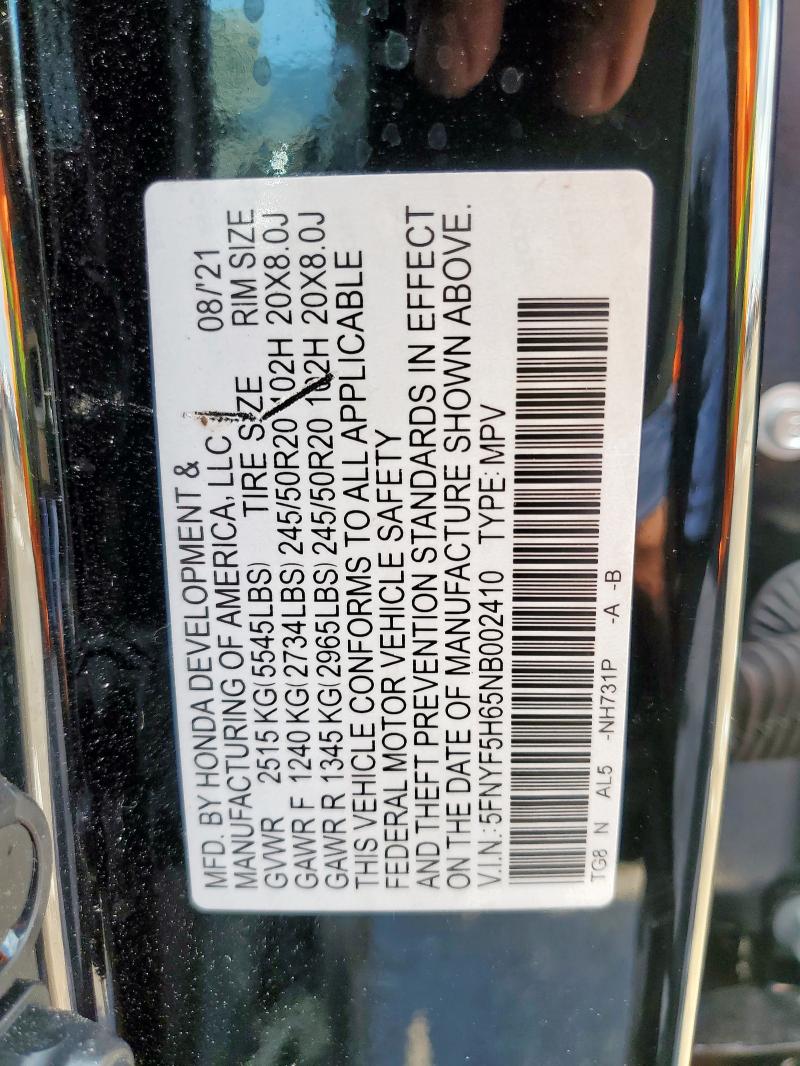 MFD. BY HONDA DEVELOPMENT &
MANUFACTURING OF AMERICA, LLC 08/'21
GVWR 2515 KG(5545LBS) TIRE SIZE RIM SIZE
GAWR F 1240 KG(2734LBS) 245/50R20 102H 20X8.0J
GAWR R 1345 KG(2965LBS) 245/50R20 102H 20X8.0J
THIS VEHICLE CONFORMS TO ALL APPLICABLE
FEDERAL MOTOR VEHICLE SAFETY
AND THEFT PREVENTION STANDARDS IN EFFECT
ON THE DATE OF MANUFACTURE SHOWN ABOVE.
V.I.N.:5FNYF5H65NB002410 TYPE: MPV
TG8 N AL5 -NH731P -A -B